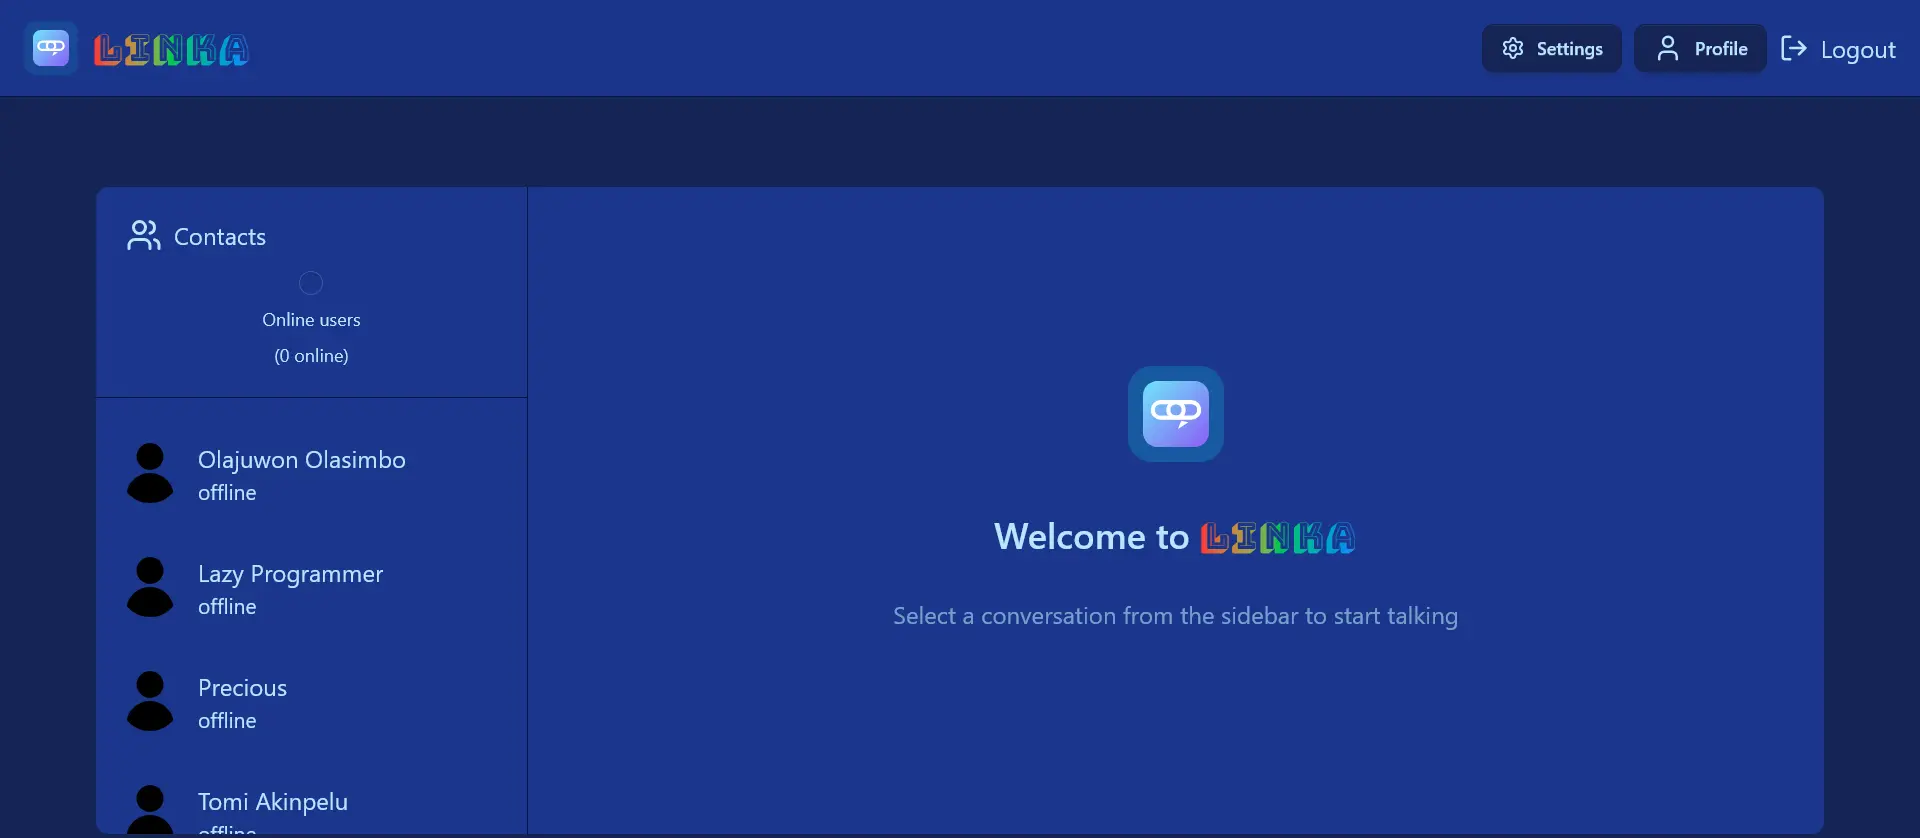 LINKA
Settings
Profile
Logout
Contacts
Online users
(0 online)
Olajuwon Olasimbo
offline
Lazy Programmer
offline
Precious
offline
Tomi Akinpelu
offline
Welcome to LINKA
Select a conversation from the sidebar to start talking